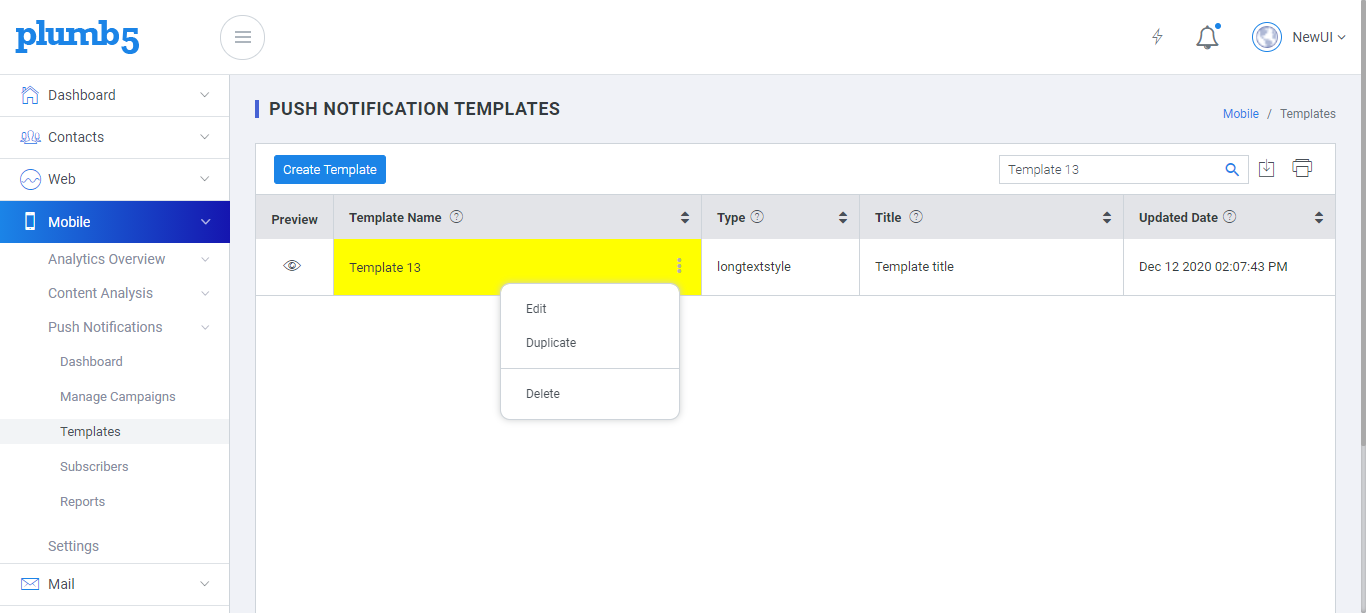 plumb5
NewUI
Dashboard
Contacts
Web
Mobile
Analytics Overview
Content Analysis
Push Notifications
Dashboard
Manage Campaigns
Templates
Subscribers
Reports
Settings
Mail
PUSH NOTIFICATION TEMPLATES
Mobile / Templates
Create Template
Template 13
Preview Template Name ? Type ? Title ? Updated Date ?
Template 13 longtextstyle Template title Dec 12 2020 02:07:43 PM
Edit
Duplicate
Delete